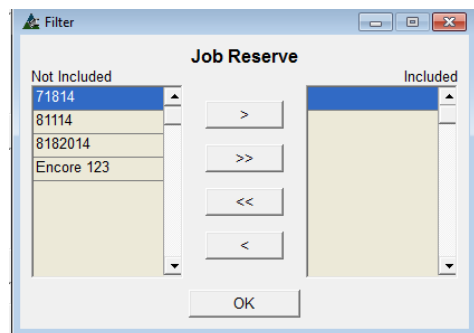 Filter
Job Reserve
Not Included
Included
71814
81114
8182014
Encore 123
>
>>
<<
<
OK